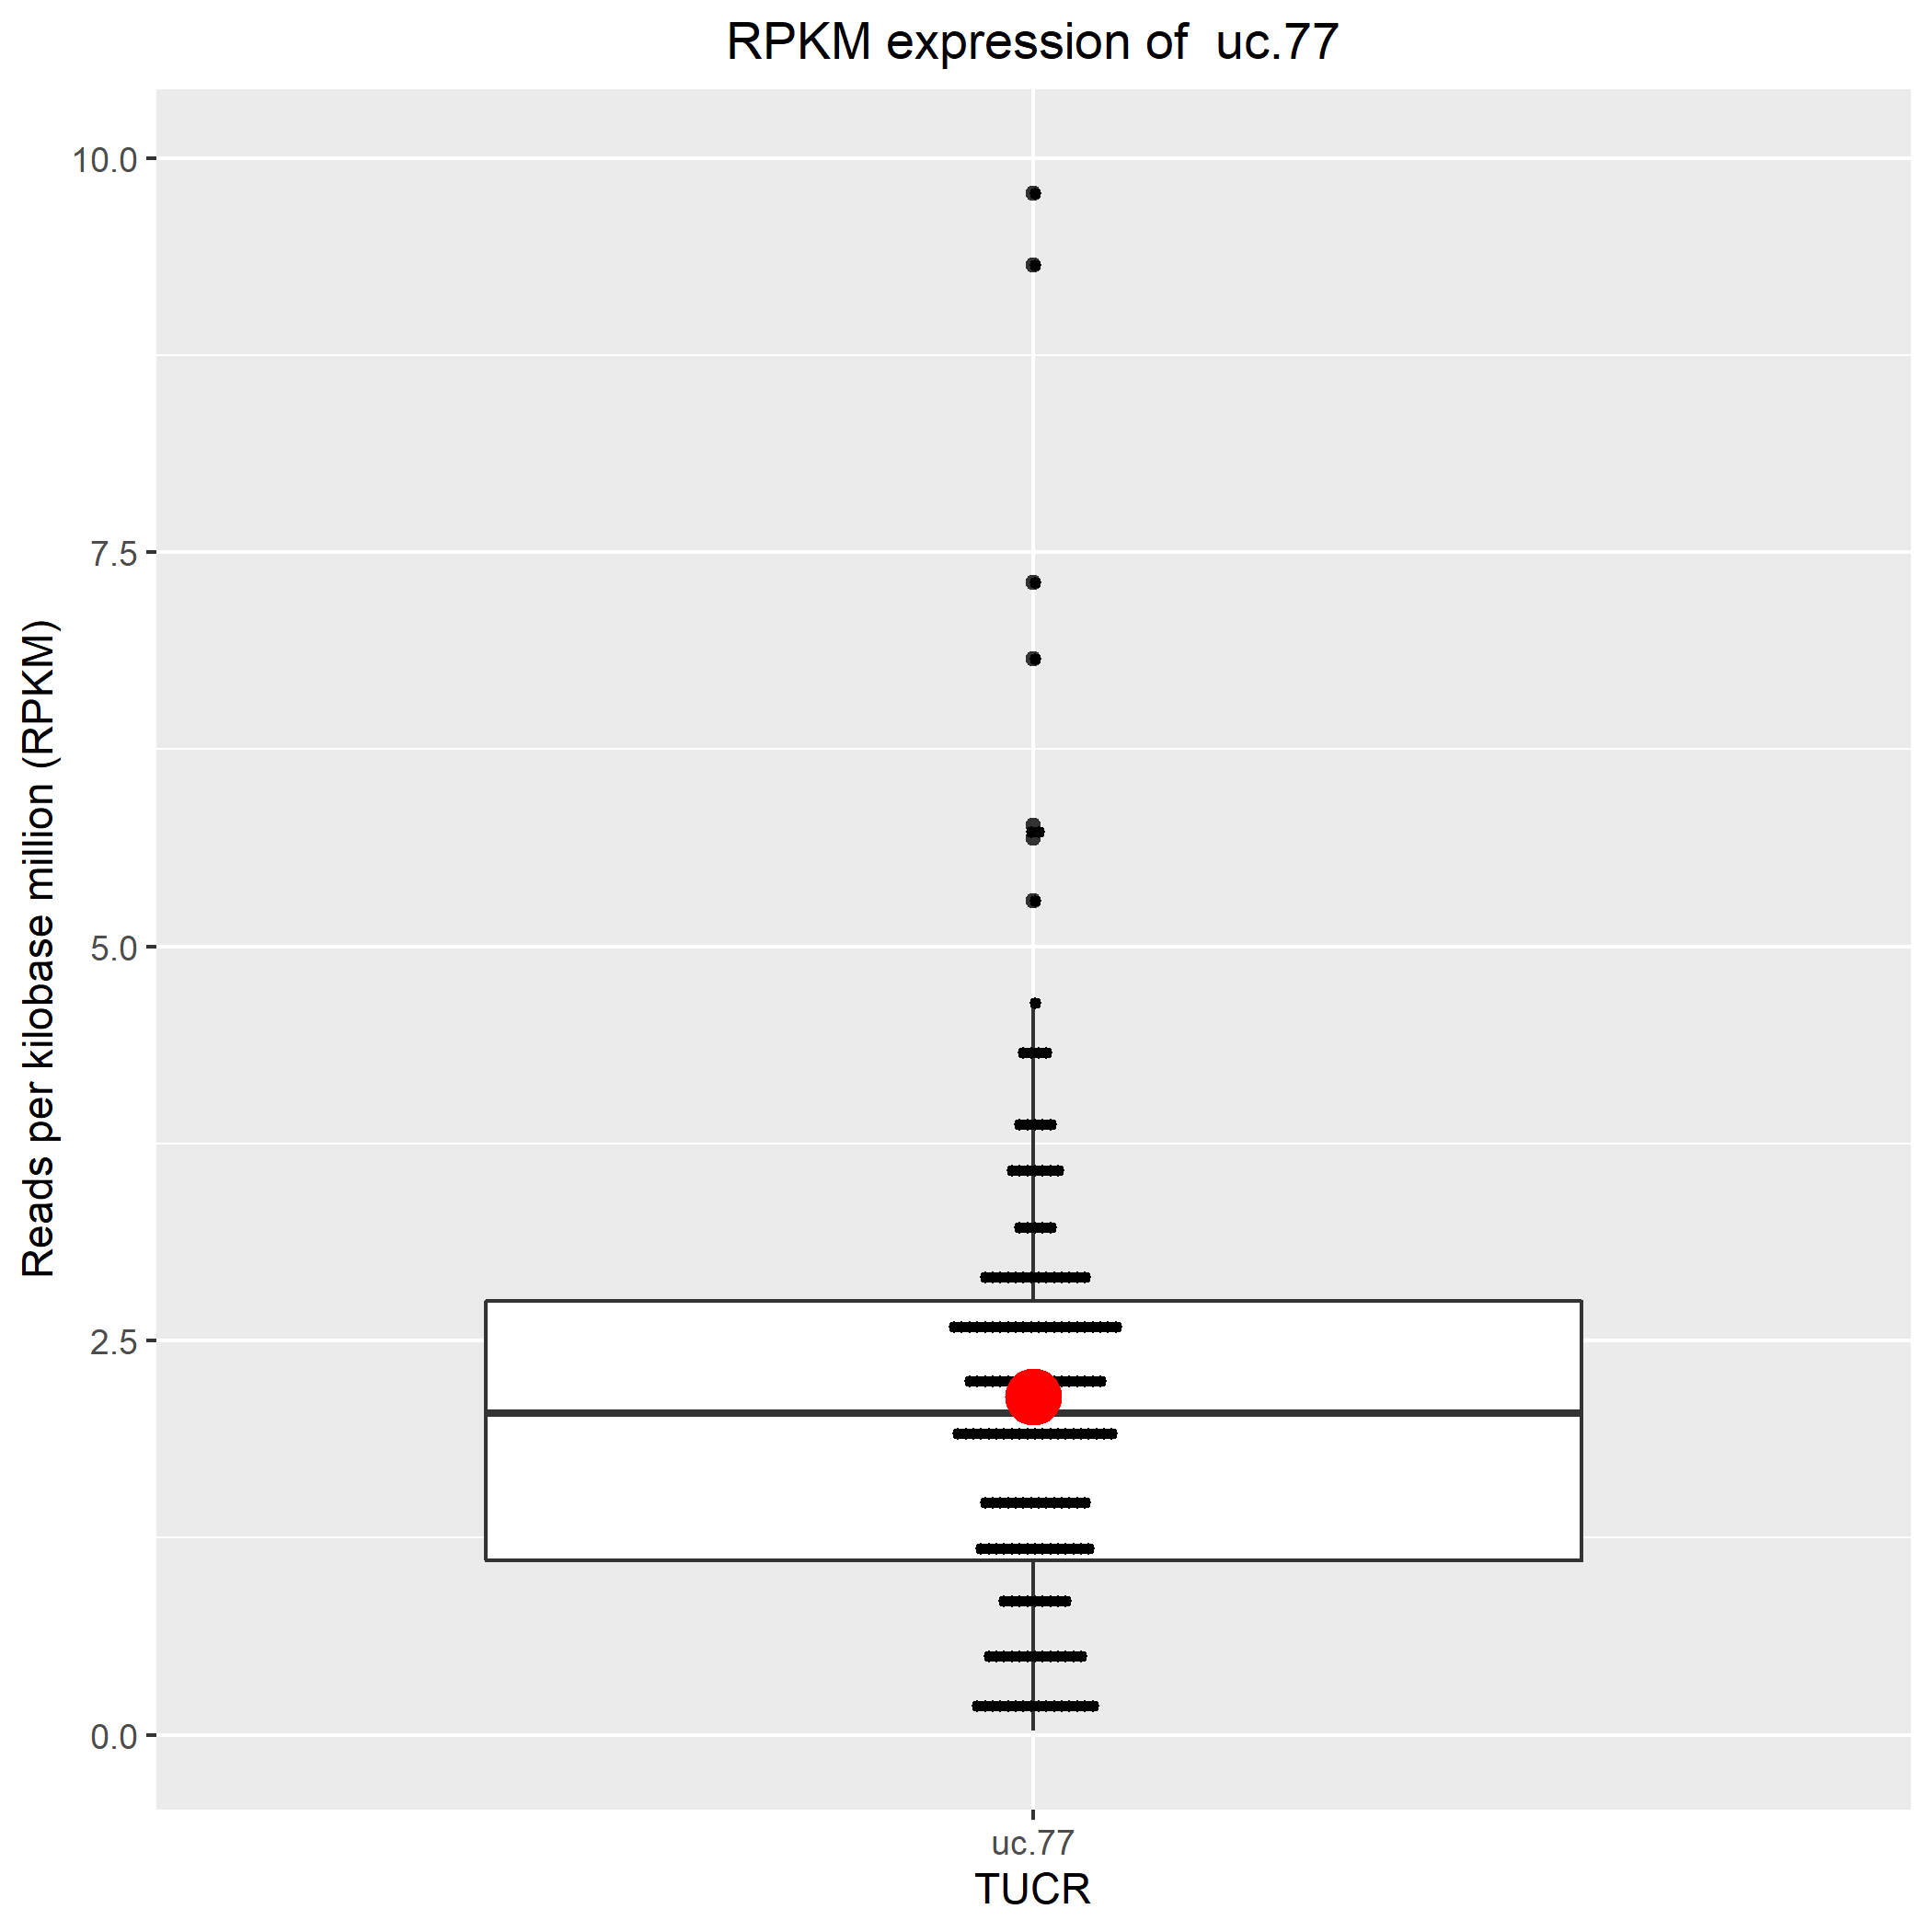 RPKM expression of  uc.77
Reads per kilobase million (RPKM)
10.0
7.5
5.0
2.5
0.0
uc.77
TUCR